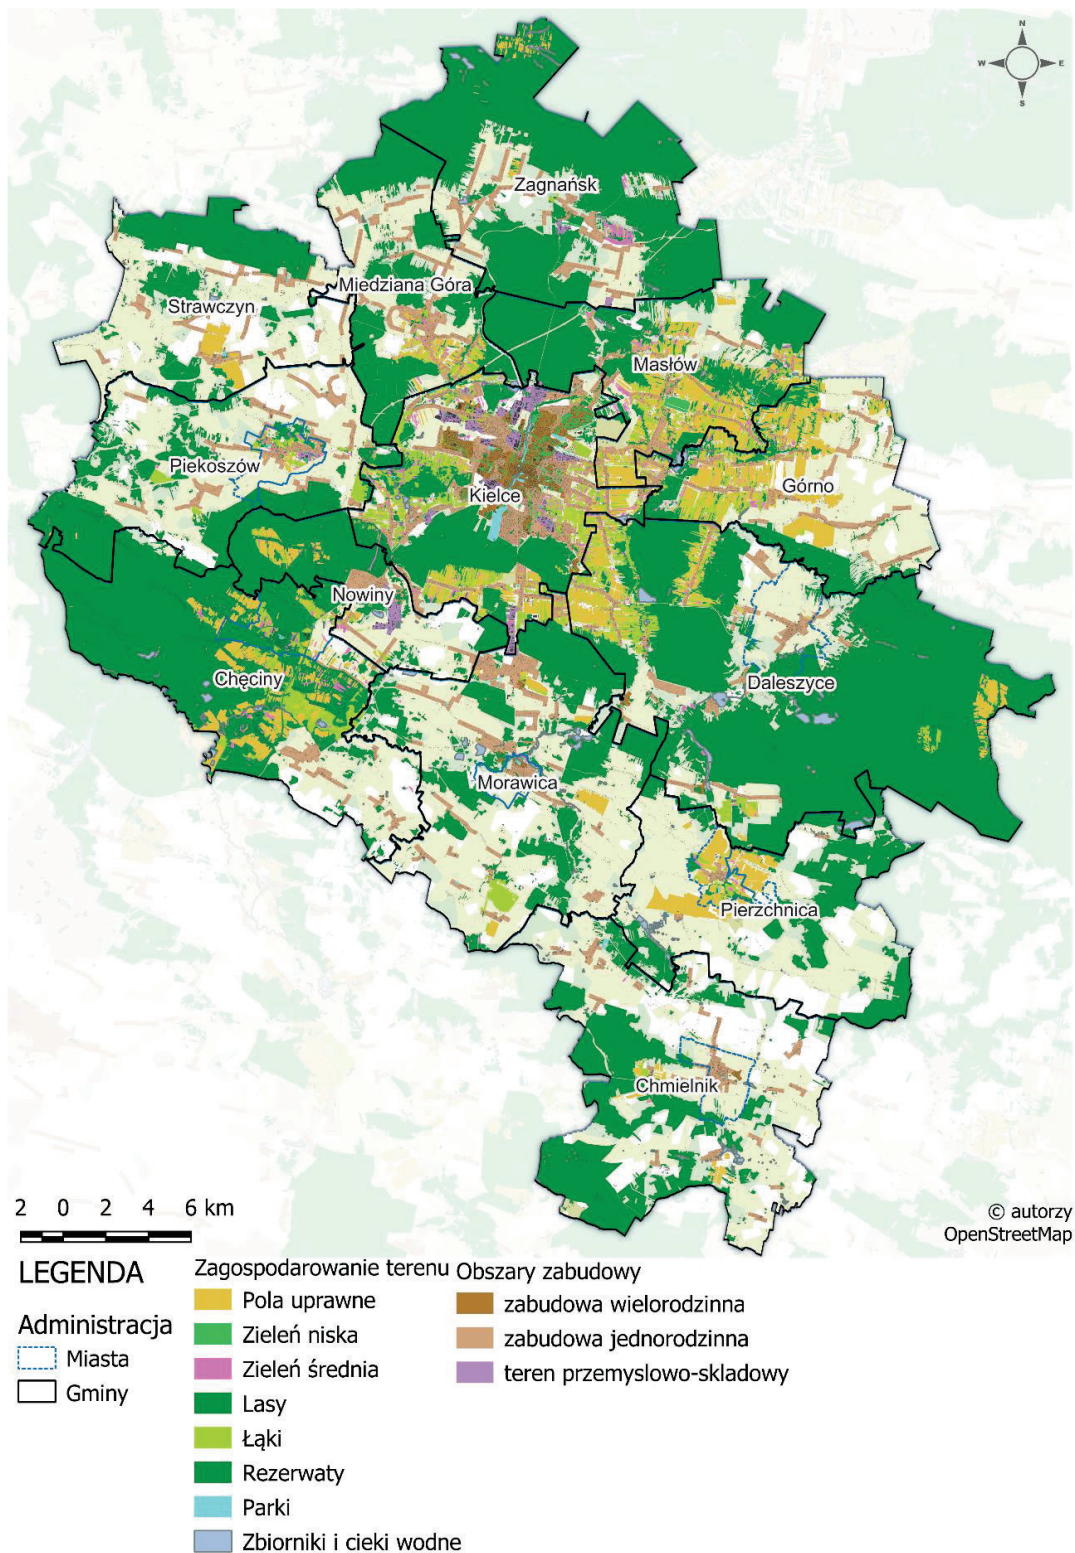 N
W E
S
Zagnańsk
Miedziana Góra
Strawczyn
Masłów
Piekoszów
Kielce
Górno
Nowiny
Chęciny
Daleszyce
Morawica
Pierzchnica
Chmielnik
2 0 2 4 6 km
© autorzy
OpenStreetMap
LEGENDA
Administracja
Miasta
Gminy
Zagospodarowanie terenu
Pola uprawne
Zieleń niska
Zieleń średnia
Lasy
Łąki
Rezerwaty
Parki
Zbiorniki i cieki wodne
Obszary zabudowy
zabudowa wielorodzinna
zabudowa jednorodzinna
teren przemyslowo-skladowy